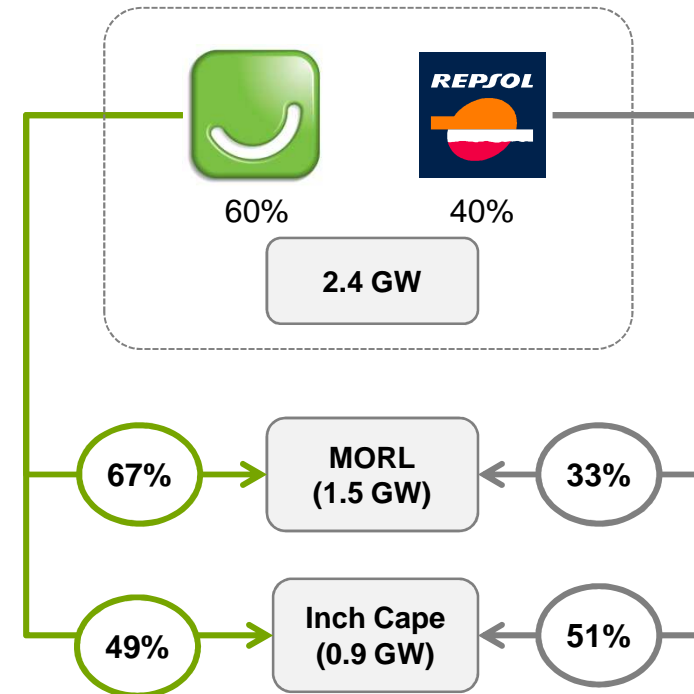 REPSOL
60%
40%
2.4 GW
67%
MORL
(1.5 GW)
33%
49%
Inch Cape
(0.9 GW)
51%